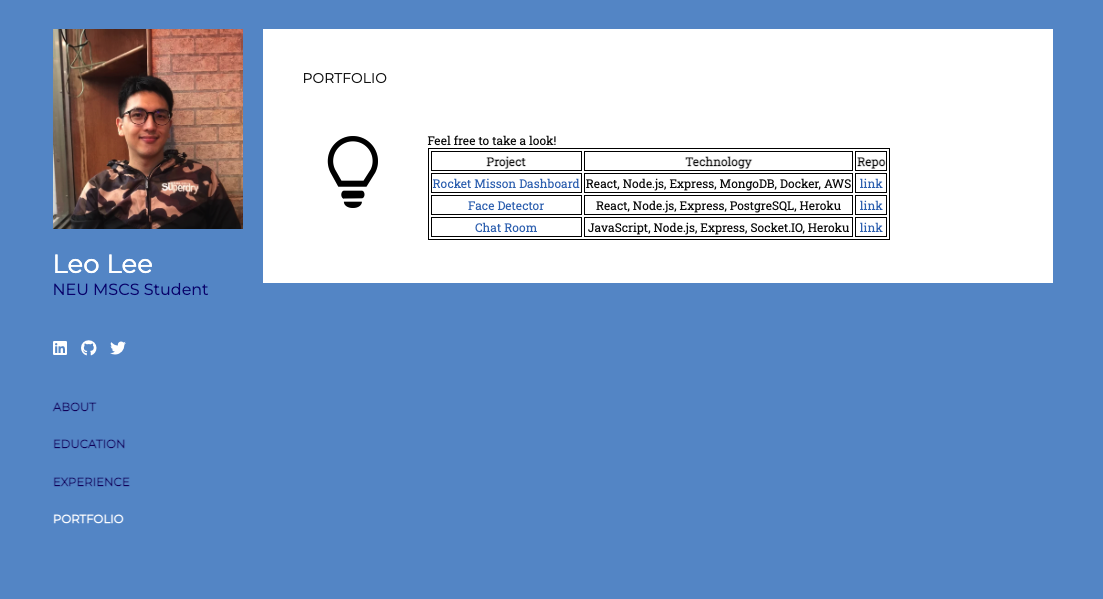 Superdry
Leo Lee
NEU MSCS Student
in
ABOUT
EDUCATION
EXPERIENCE
PORTFOLIO
PORTFOLIO
Feel free to take a look!
Project Technology Repo
Rocket Misson Dashboard React, Node.js, Express, MongoDB, Docker, AWS link
Face Detector React, Node.js, Express, PostgreSQL, Heroku link
Chat Room JavaScript, Node.js, Express, Socket.IO, Heroku link